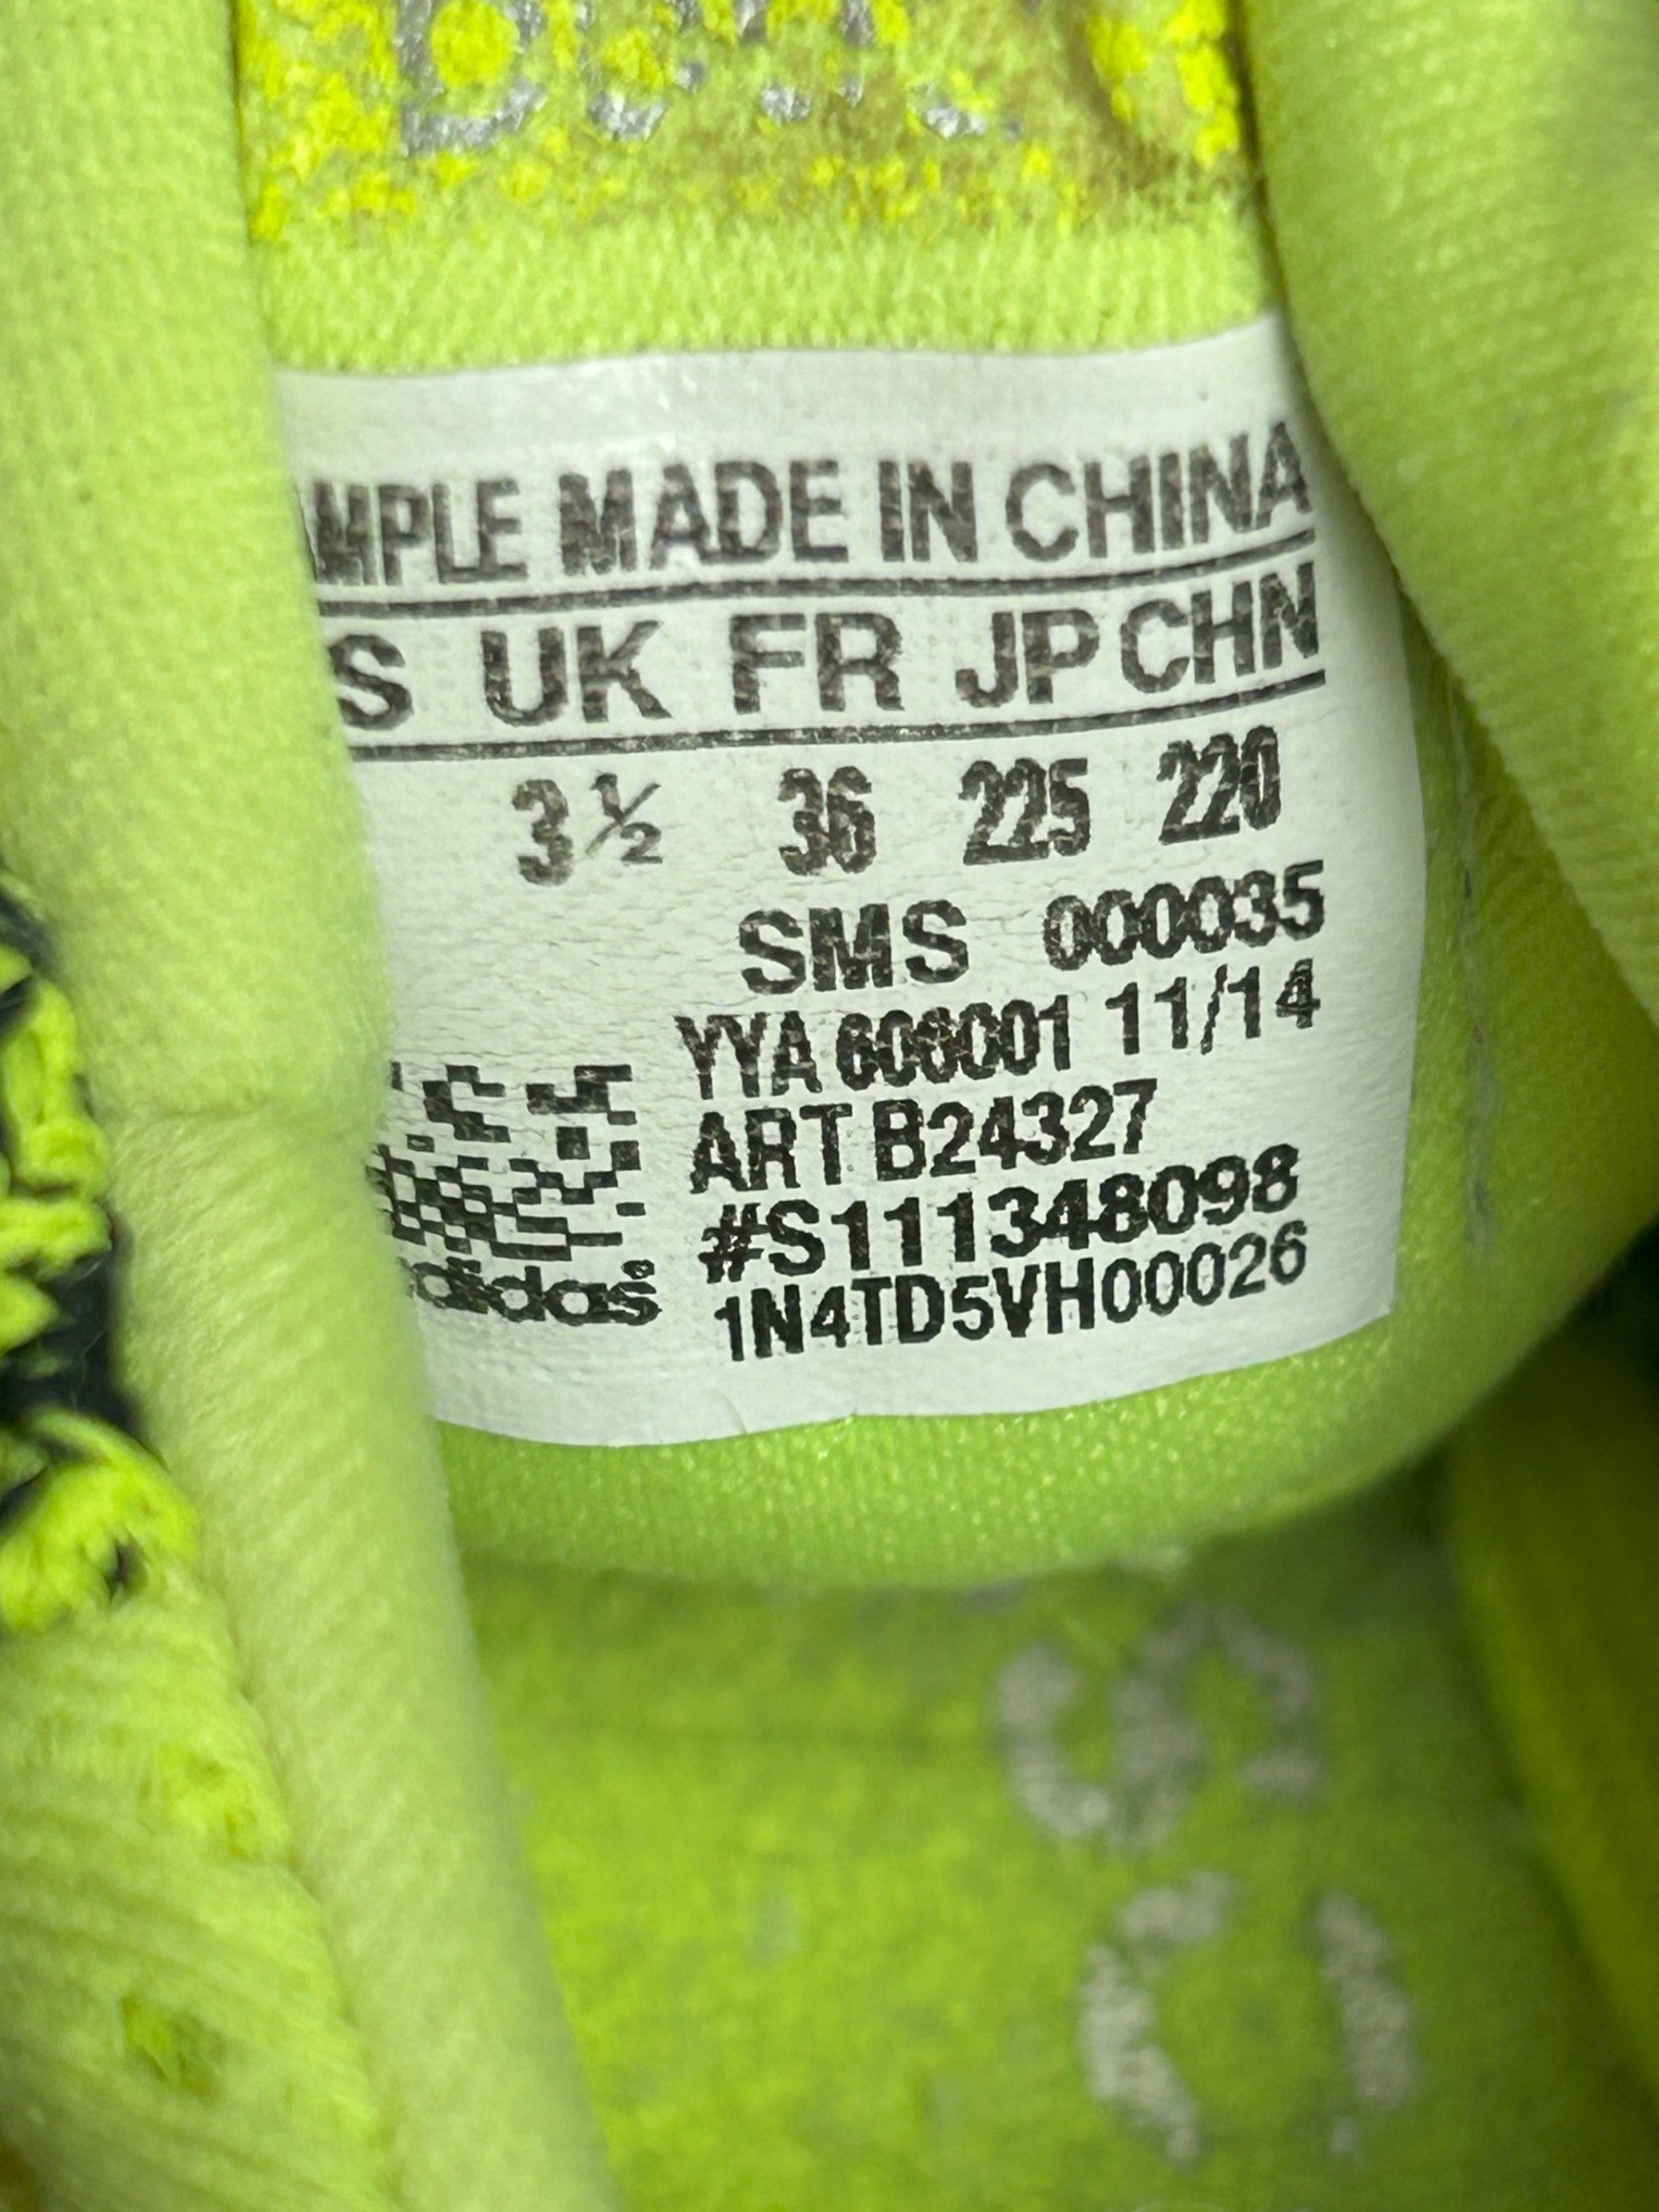 MPLE MADE IN CHINA
S UK FR JP CHN
3½ 36 225 220
SMS 000035
YYA 606001 11/14
ART B24327
#S111348098
adidas 1N4TD5VH00026